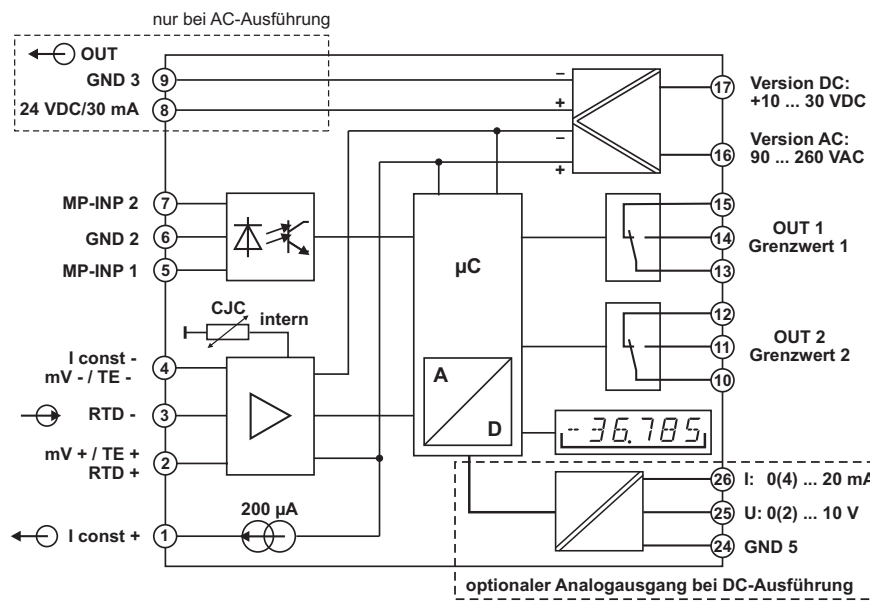 nur bei AC-Ausführung
OUT
GND 3
9
24 VDC/30 mA
8
–
+
–
+
17
Version DC:
+10 ... 30 VDC
16
Version AC:
90 ... 260 VAC
MP-INP 2
7
GND 2
6
MP-INP 1
5
µC
15
14
13
OUT 1
Grenzwert 1
12
11
10
OUT 2
Grenzwert 2
CJC
intern
I const -
mV - / TE -
4
RTD -
3
mV + / TE +
RTD +
2
A
D
-36.785
200 µA
I const +
1
26
I: 0(4) ... 20 mA
25
U: 0(2) ... 10 V
24
GND 5
optionaler Analogausgang bei DC-Ausführung